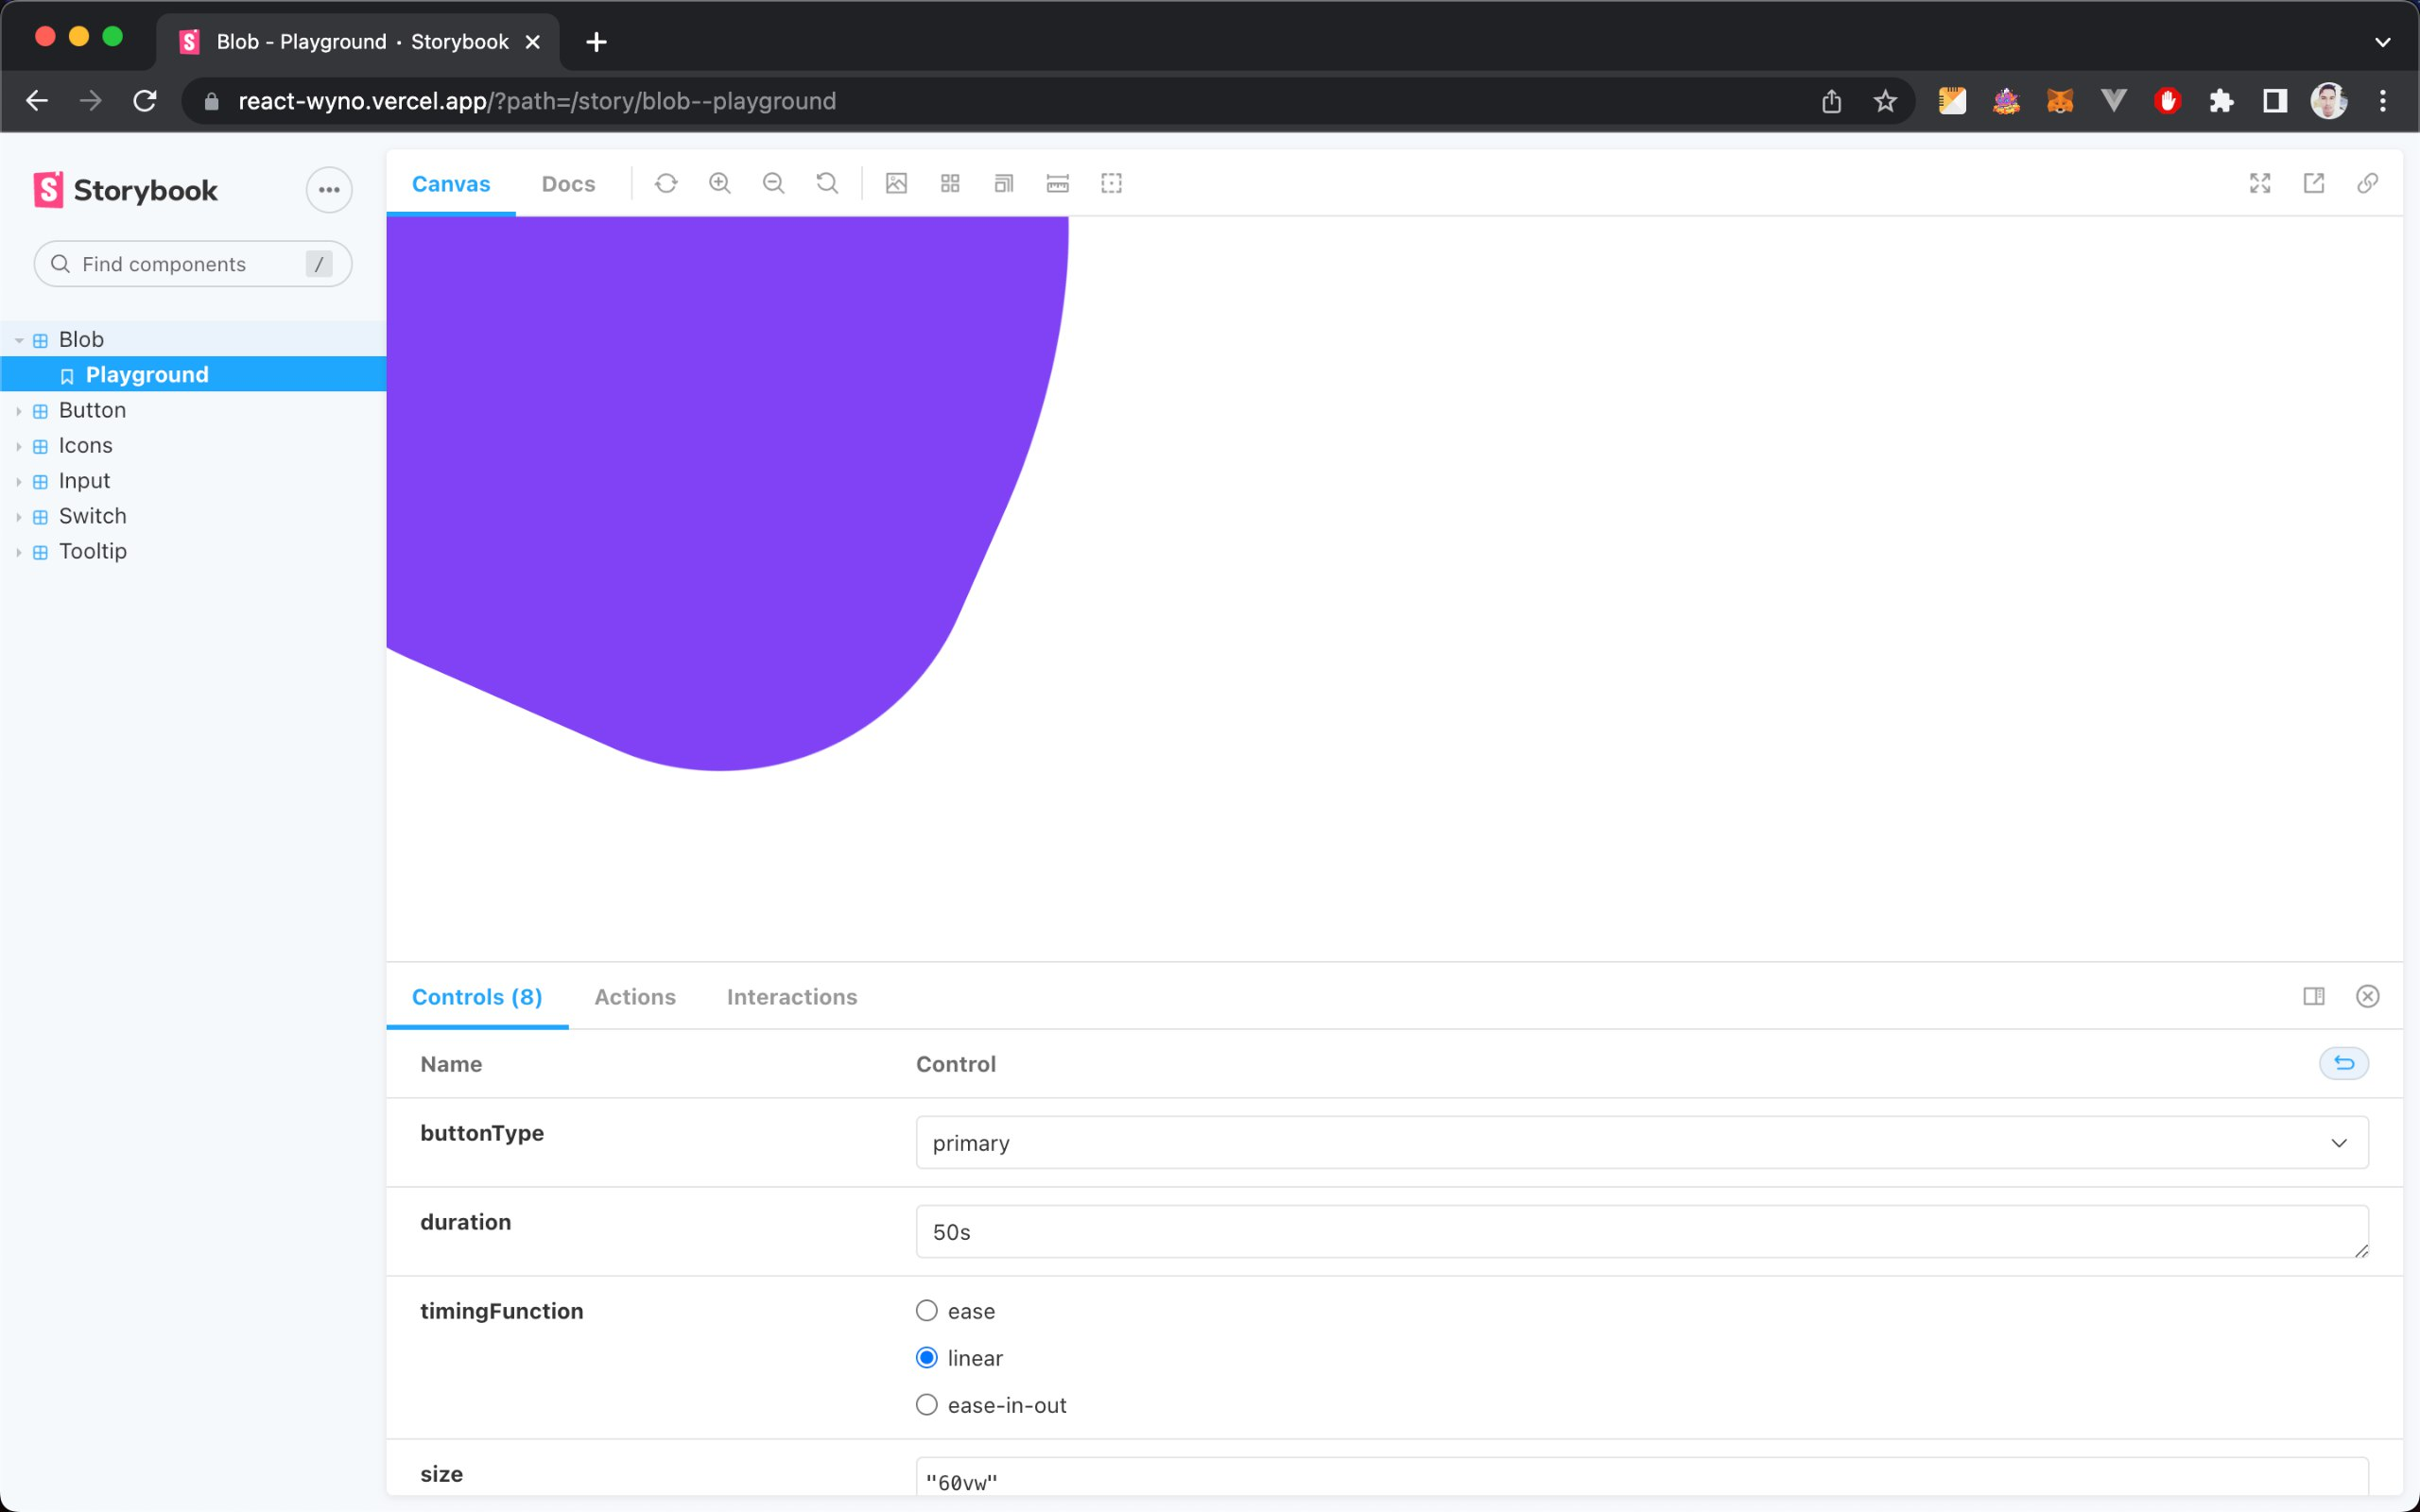 Blob - Playground · Storybook
react-wyno.vercel.app/?path=/story/blob--playground
Storybook
Find components /
Blob
Playground
Button
Icons
Input
Switch
Tooltip
Canvas Docs
Controls (8) Actions Interactions
Name Control
buttonType primary
duration 50s
timingFunction ease
linear
ease-in-out
size "60vw"